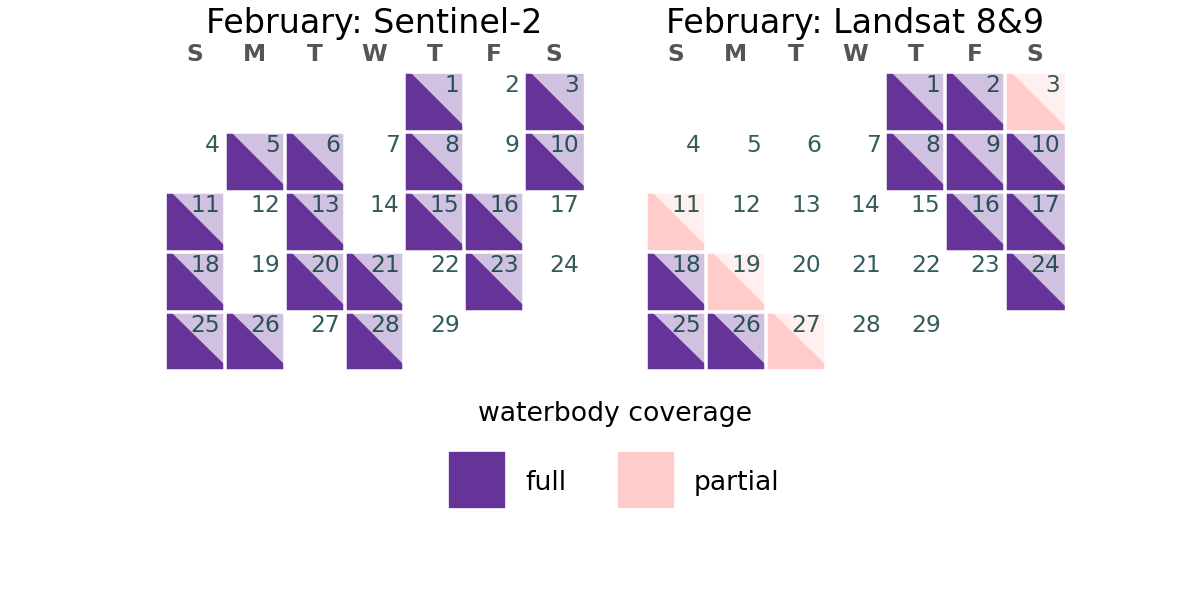 February: Sentinel-2
S M T W T F S
1 2 3
4 5 6 7 8 9 10
11 12 13 14 15 16 17
18 19 20 21 22 23 24
25 26 27 28 29
February: Landsat 8&9
S M T W T F S
1 2 3
4 5 6 7 8 9 10
11 12 13 14 15 16 17
18 19 20 21 22 23 24
25 26 27 28 29
waterbody coverage
full partial